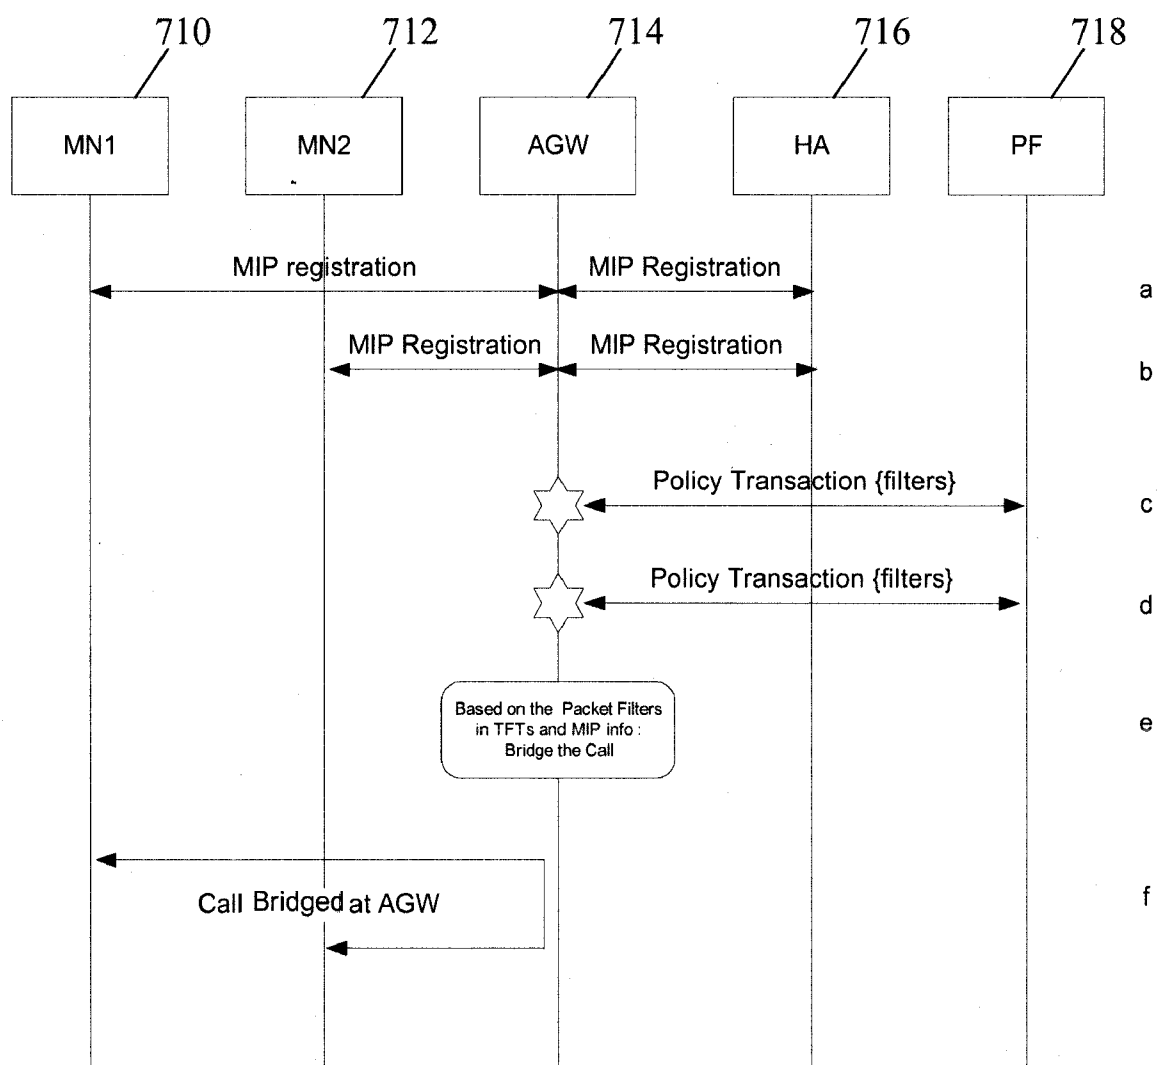 710 712 714 716 718
MN1 MN2 AGW HA PF
MIP registration MIP Registration
a
MIP Registration MIP Registration
b
Policy Transaction {filters}
c
Policy Transaction {filters}
d
Based on the Packet Filters
in TFTs and MIP info :
Bridge the Call
e
Call Bridged at AGW
f